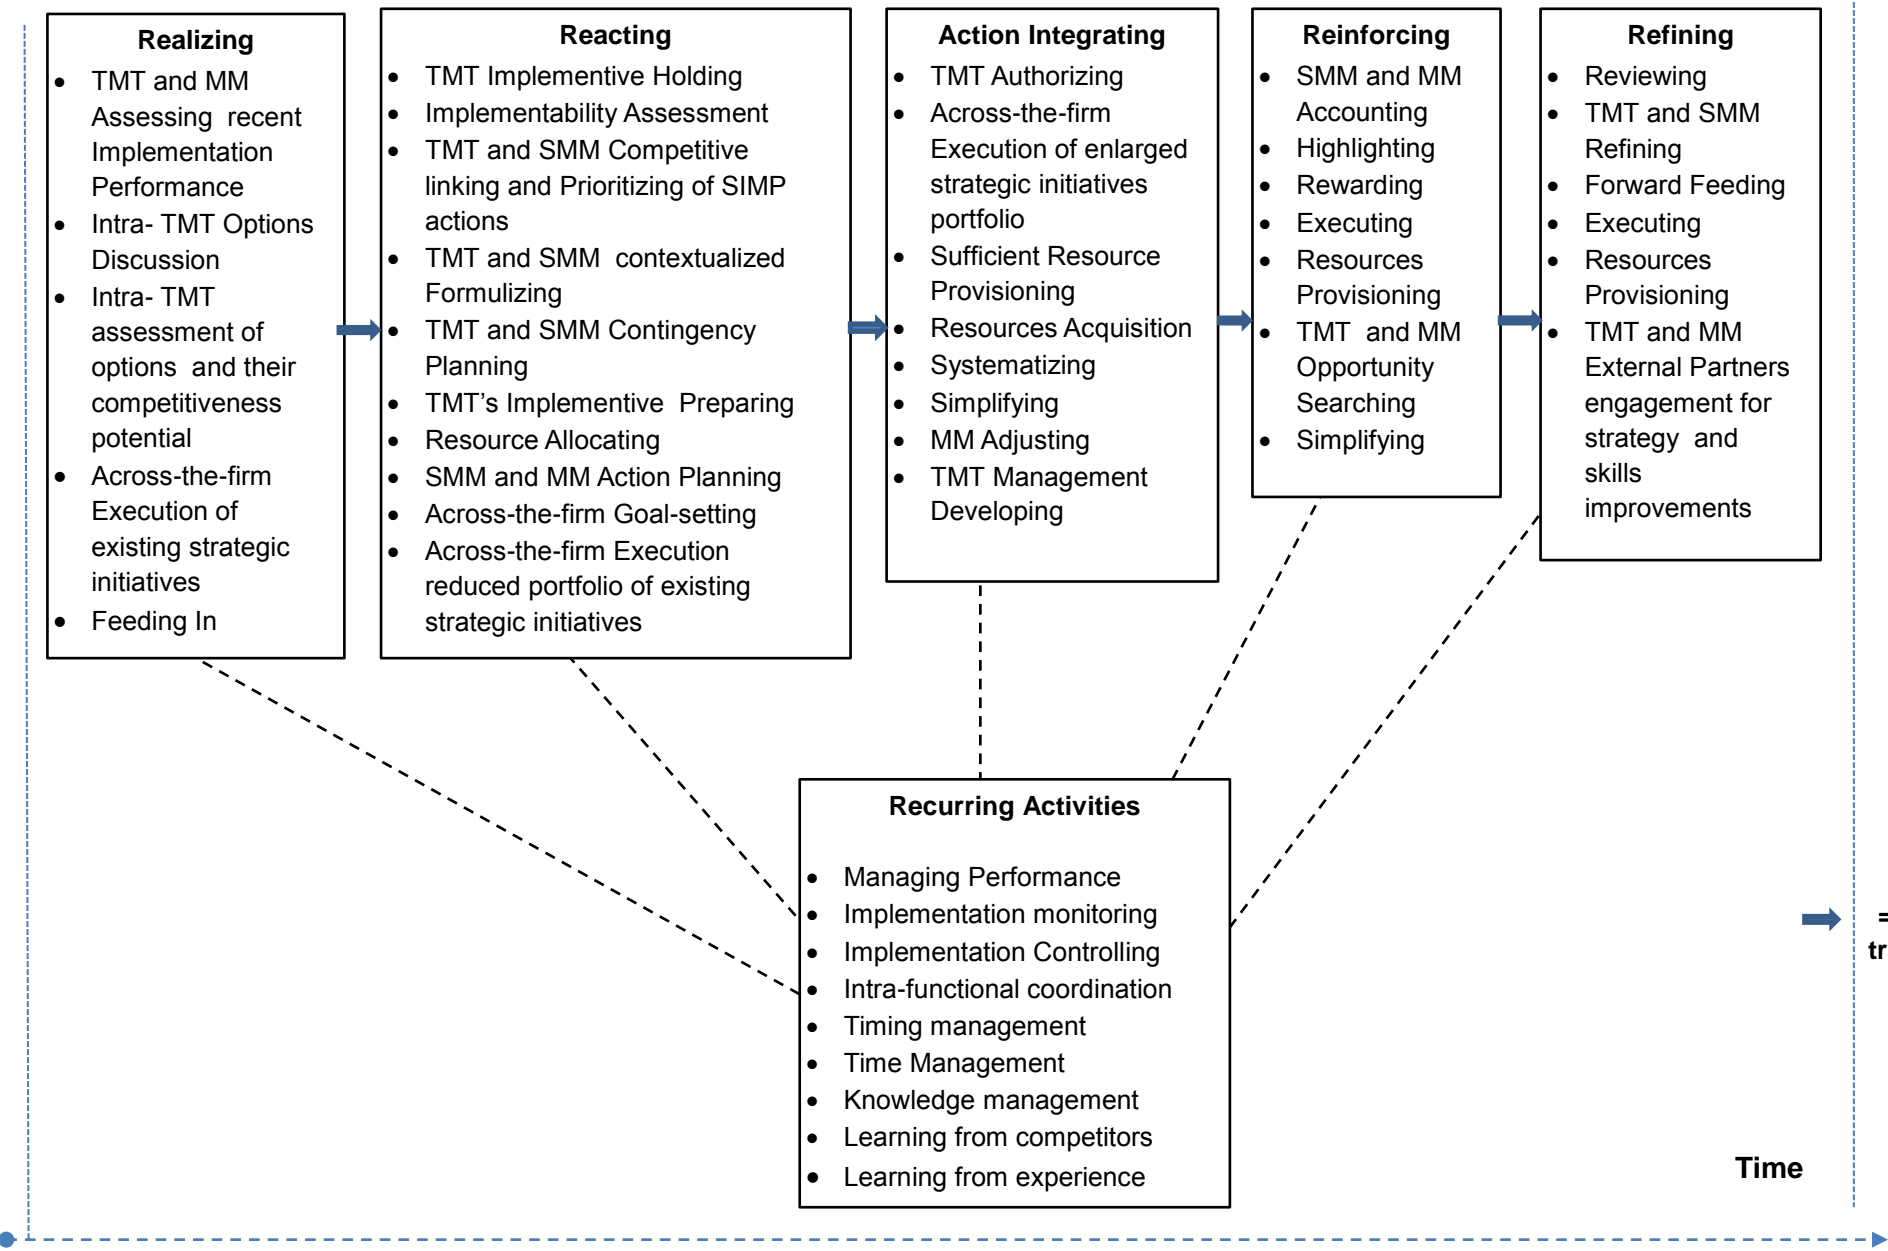 Realizing
• TMT and MM
Assessing recent
Implementation
Performance
• Intra- TMT Options
Discussion
• Intra- TMT
assessment of
options and their
competitiveness
potential
• Across-the-firm
Execution of
existing strategic
initiatives
• Feeding In
Reacting
• TMT Implementive Holding
• Implementability Assessment
• TMT and SMM Competitive
linking and Prioritizing of SIMP
actions
• TMT and SMM contextualized
Formulizing
• TMT and SMM Contingency
Planning
• TMT’s Implementive Preparing
• Resource Allocating
• SMM and MM Action Planning
• Across-the-firm Goal-setting
• Across-the-firm Execution
reduced portfolio of existing
strategic initiatives
Action Integrating
• TMT Authorizing
• Across-the-firm
Execution of enlarged
strategic initiatives
portfolio
• Sufficient Resource
Provisioning
• Resources Acquisition
• Systematizing
• Simplifying
• MM Adjusting
• TMT Management
Developing
Reinforcing
• SMM and MM
Accounting
• Highlighting
• Rewarding
• Executing
• Resources
Provisioning
• TMT and MM
Opportunity
Searching
• Simplifying
Refining
• Reviewing
• TMT and SMM
Refining
• Forward Feeding
• Executing
• Resources
Provisioning
• TMT and MM
External Partners
engagement for
strategy and
skills
improvements
Recurring Activities
• Managing Performance
• Implementation monitoring
• Implementation Controlling
• Intra-functional coordination
• Timing management
• Time Management
• Knowledge management
• Learning from competitors
• Learning from experience
Time